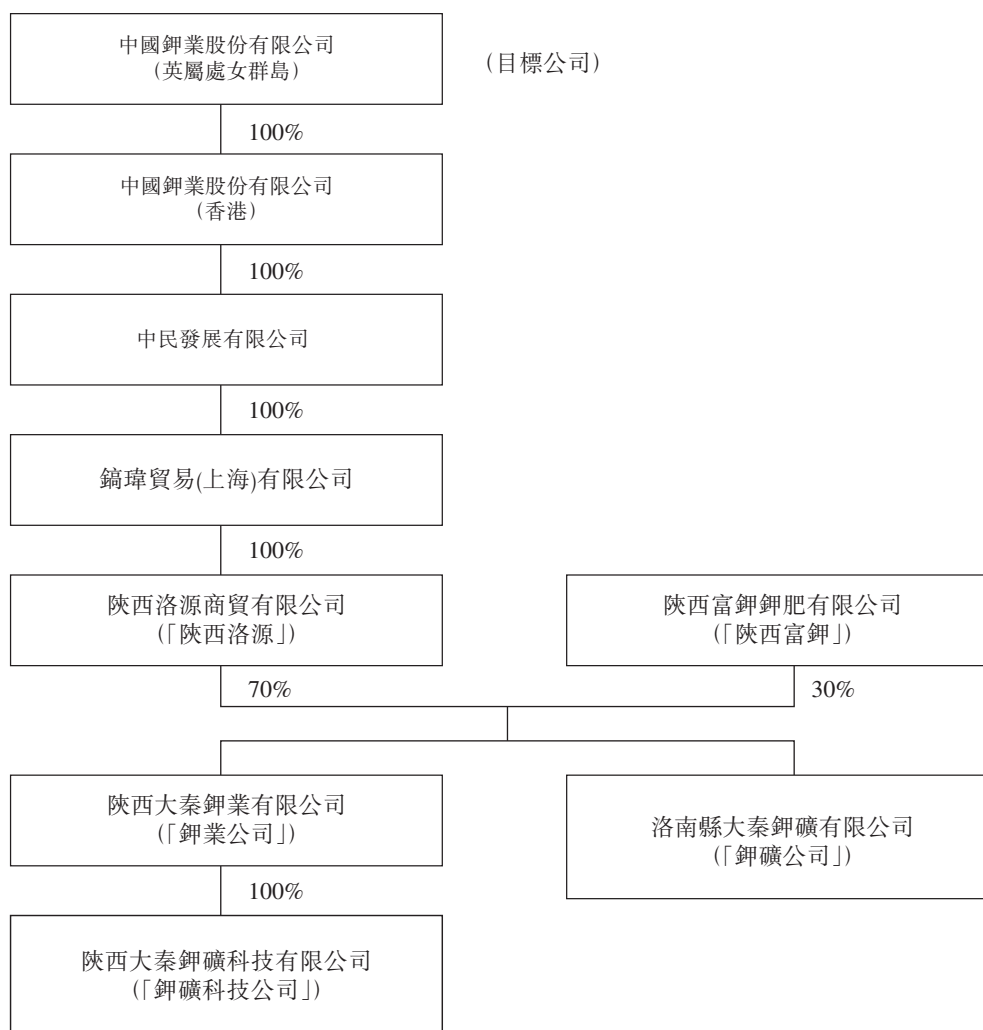 中國鉀業股份有限公司
(英屬處女群島)
(目標公司)
100%
中國鉀業股份有限公司
(香港)
100%
中民發展有限公司
100%
鎬瑋貿易(上海)有限公司
100%
陝西洛源商貿有限公司
(「陝西洛源」)
陝西富鉀鉀肥有限公司
(「陝西富鉀」)
70%
30%
陝西大秦鉀業有限公司
(「鉀業公司」)
洛南縣大秦鉀礦有限公司
(「鉀礦公司」)
100%
陝西大秦鉀礦科技有限公司
(「鉀礦科技公司」)